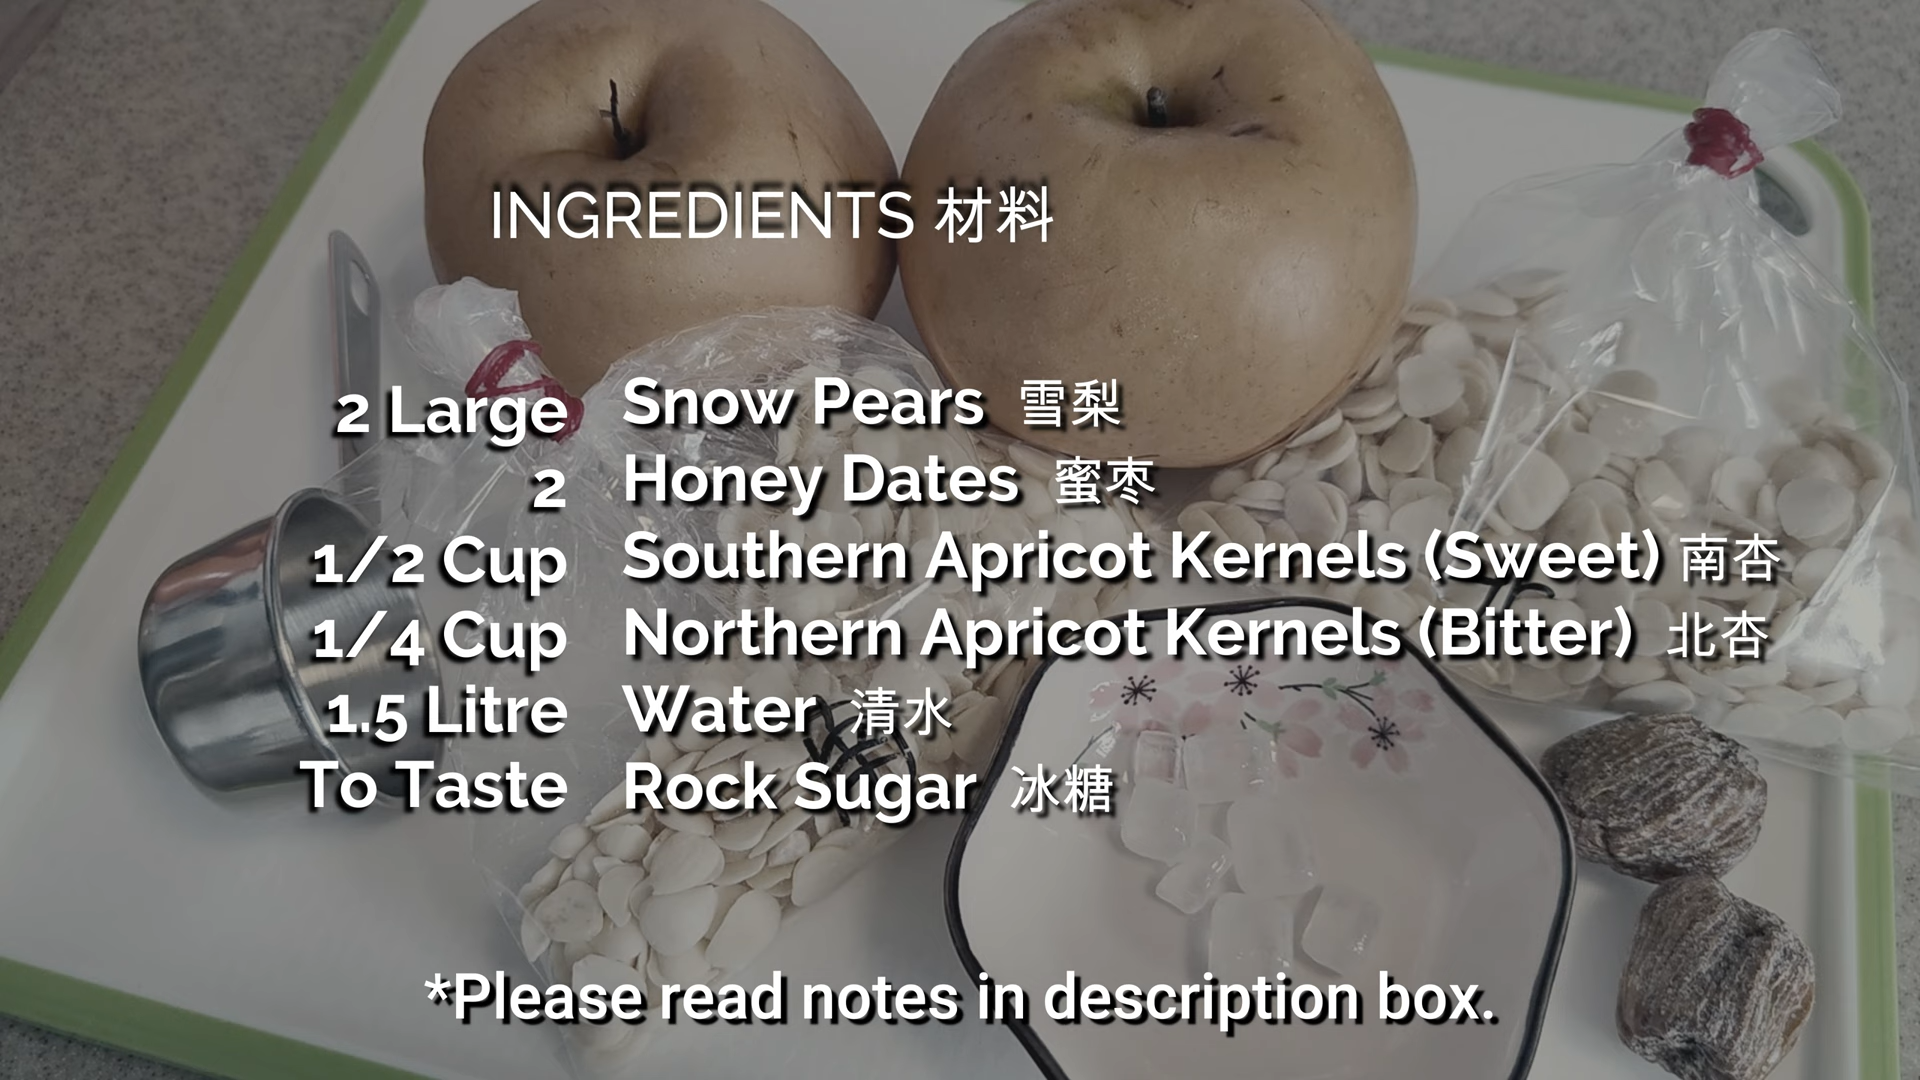 INGREDIENTS 材料
2 Large Snow Pears 雪梨
2 Honey Dates 蜜枣
1/2 Cup Southern Apricot Kernels (Sweet) 南杏
1/4 Cup Northern Apricot Kernels (Bitter) 北杏
1.5 Litre Water 清水
To Taste Rock Sugar 冰糖
*Please read notes in description box.